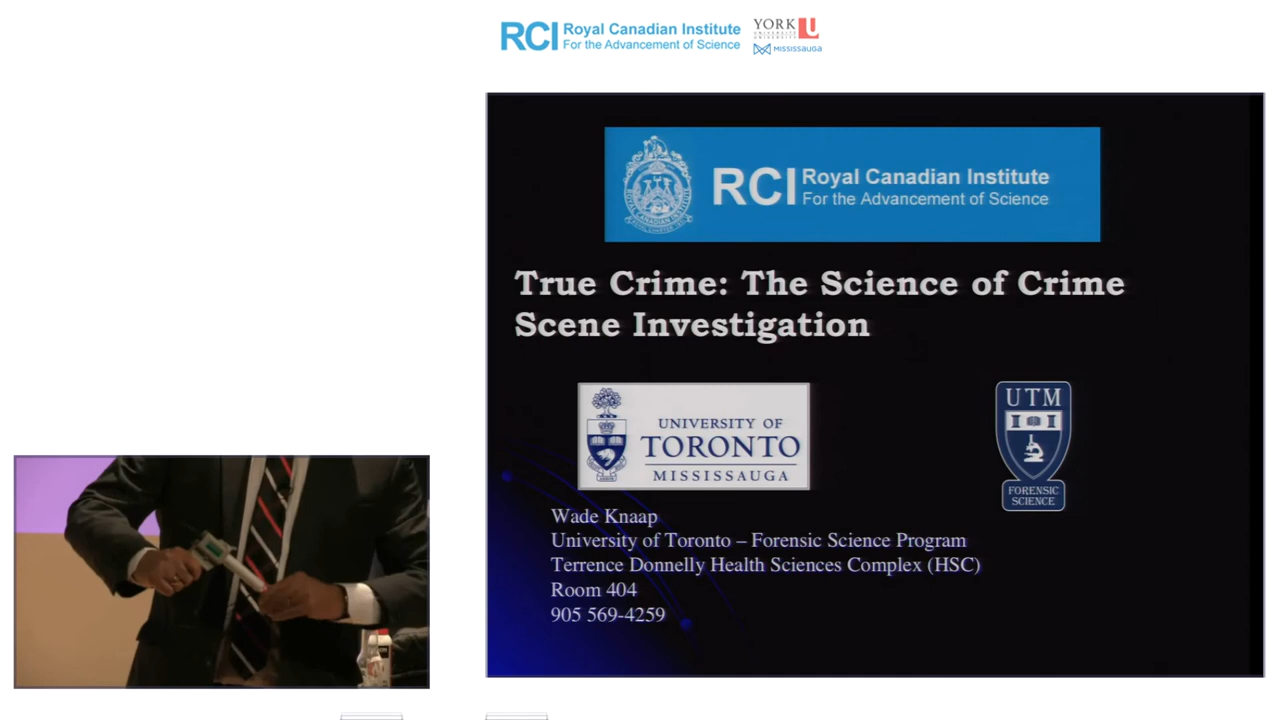 RCI Royal Canadian Institute
For the Advancement of Science
YORK U
MISSISSAUGA
RCI Royal Canadian Institute
For the Advancement of Science
True Crime: The Science of Crime
Scene Investigation
UNIVERSITY OF
TORONTO
MISSISSAUGA
UTM
FORENSIC
SCIENCE
Wade Knaap
University of Toronto – Forensic Science Program
Terrence Donnelly Health Sciences Complex (HSC)
Room 404
905 569-4259